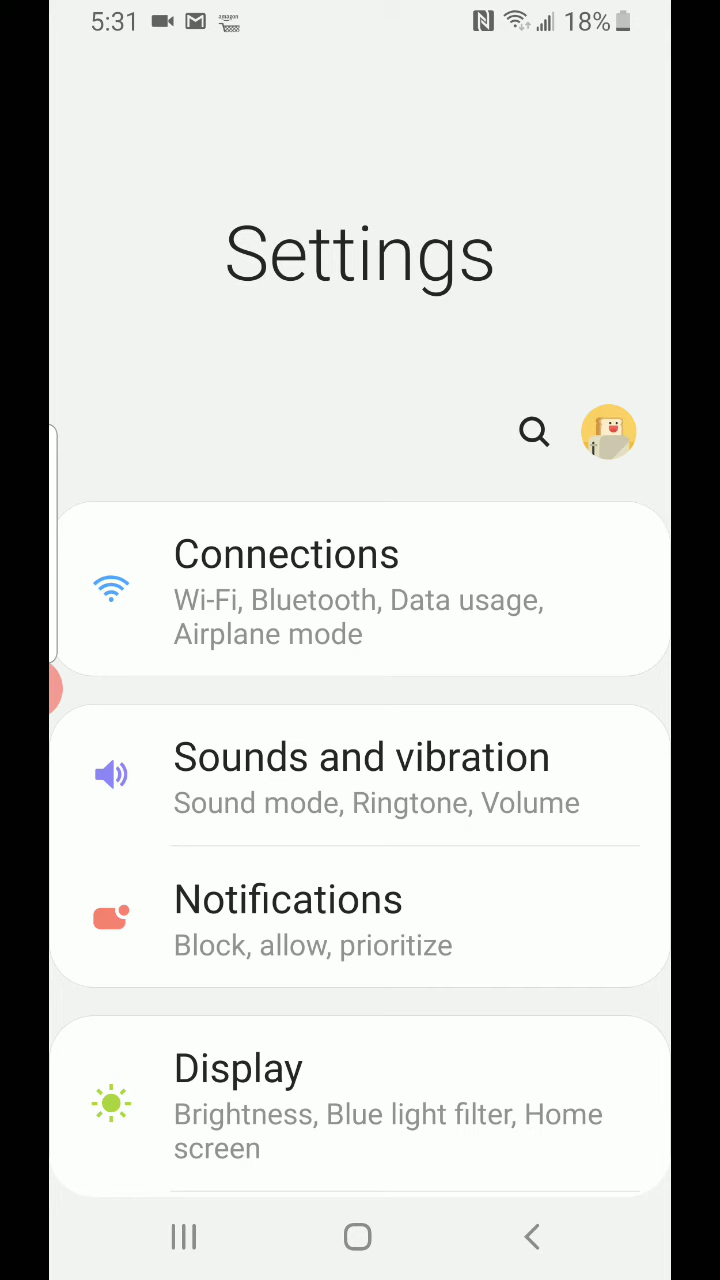 5:31 amazon 18%
Settings
Connections
Wi-Fi, Bluetooth, Data usage,
Airplane mode
Sounds and vibration
Sound mode, Ringtone, Volume
Notifications
Block, allow, prioritize
Display
Brightness, Blue light filter, Home
screen